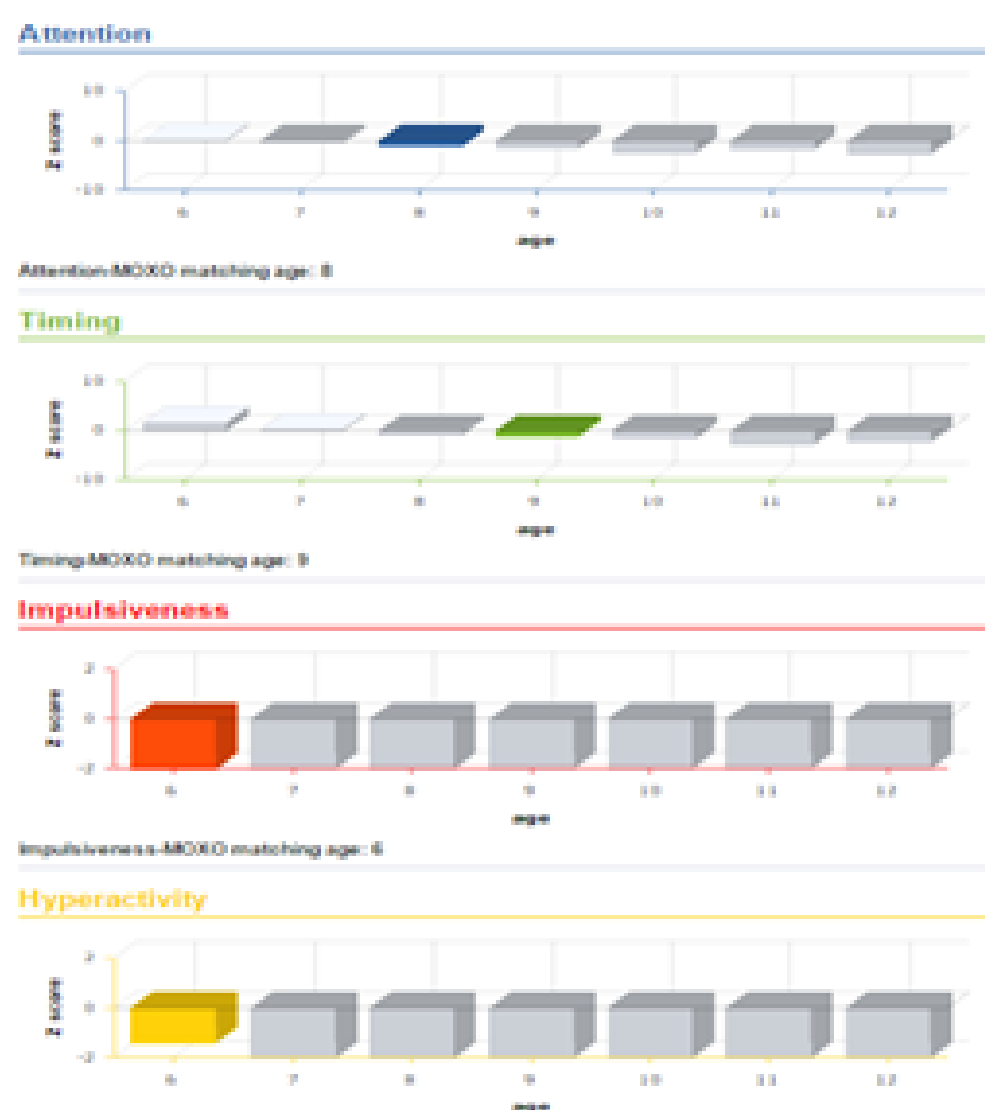 Attention
10
Z score
0
-10
6 7 8 9 10 11 12
age
Attention-MOXO matching age: 8
Timing
10
Z score
0
-10
6 7 8 9 10 11 12
age
Timing-MOXO matching age: 9
Impulsiveness
2
Z score
0
-2
6 7 8 9 10 11 12
age
Impulsiveness-MOXO matching age: 6
Hyperactivity
2
Z score
0
-2
6 7 8 9 10 11 12
age